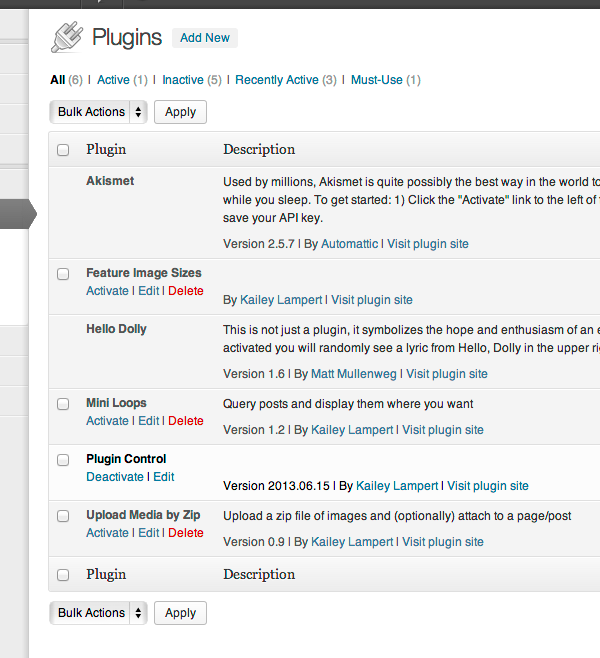 Plugins Add New
All (6) | Active (1) | Inactive (5) | Recently Active (3) | Must-Use (1)
Bulk Actions Apply
Plugin Description
Akismet
Used by millions, Akismet is quite possibly the best way in the world to
while you sleep. To get started: 1) Click the "Activate" link to the left of
save your API key.
Version 2.5.7 | By Automattic | Visit plugin site
Feature Image Sizes
Activate | Edit | Delete
By Kailey Lampert | Visit plugin site
Hello Dolly
This is not just a plugin, it symbolizes the hope and enthusiasm of an
activated you will randomly see a lyric from Hello, Dolly in the upper
Version 1.6 | By Matt Mullenweg | Visit plugin site
Mini Loops
Activate | Edit | Delete
Query posts and display them where you want
Version 1.2 | By Kailey Lampert | Visit plugin site
Plugin Control
Deactivate | Edit
Version 2013.06.15 | By Kailey Lampert | Visit plugin site
Upload Media by Zip
Activate | Edit | Delete
Upload a zip file of images and (optionally) attach to a page/post
Version 0.9 | By Kailey Lampert | Visit plugin site
Plugin Description
Bulk Actions Apply